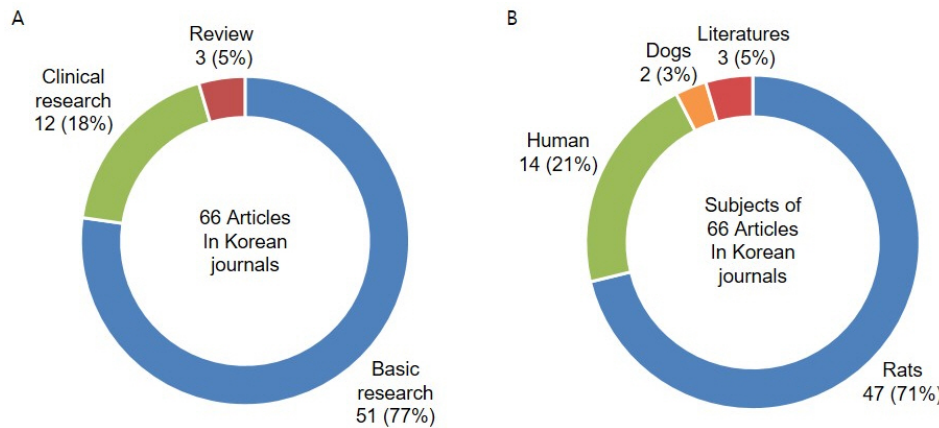 A
Review
3 (5%)
Clinical
research
12 (18%)
66 Articles
In Korean
journals
Basic
research
51 (77%)
B
Literatures
3 (5%)
Dogs
2 (3%)
Human
14 (21%)
Subjects of
66 Articles
In Korean
journals
Rats
47 (71%)